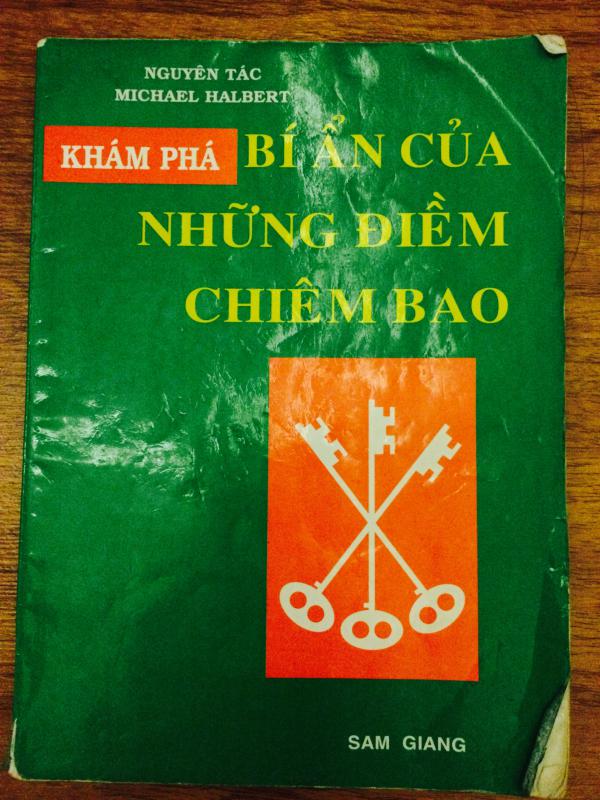 NGUYÊN TÁC
MICHAEL HALBERT
KHÁM PHÁ BÍ ẨN CỦA
NHỮNG ĐIỀM
CHIÊM BAO
SAM GIANG